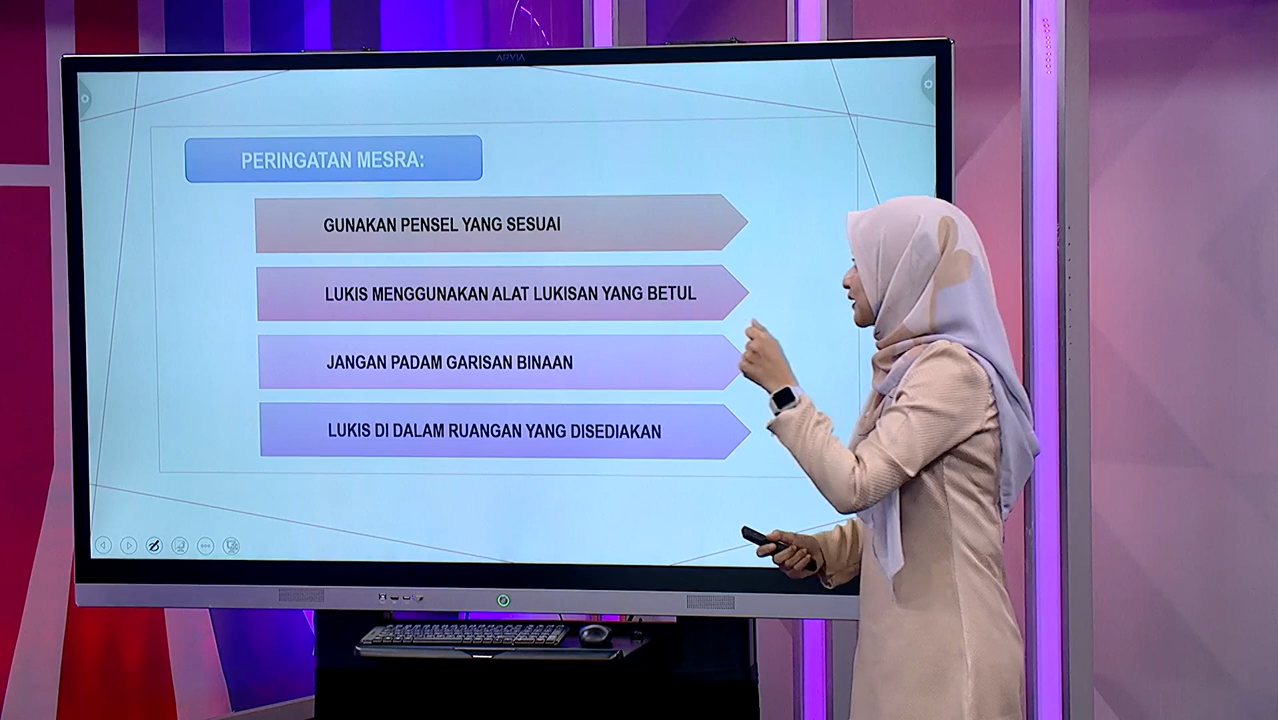 ARVIA
PERINGATAN MESRA:
GUNAKAN PENSEL YANG SESUAI
LUKIS MENGGUNAKAN ALAT LUKISAN YANG BETUL
JANGAN PADAM GARISAN BINAAN
LUKIS DI DALAM RUANGAN YANG DISEDIAKAN